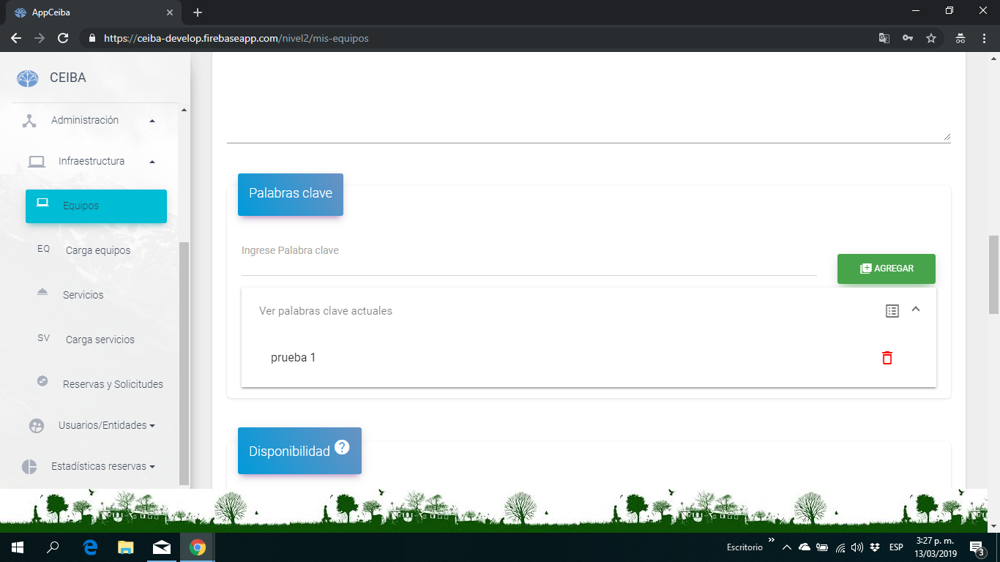 AppCeiba
https://ceiba-develop.firebaseapp.com/nivel2/mis-equipos
CEIBA
Administración
Infraestructura
Equipos
EQ Carga equipos
Servicios
SV Carga servicios
Reservas y Solicitudes
Usuarios/Entidades
Estadísticas reservas
Palabras clave
Ingrese Palabra clave
AGREGAR
Ver palabras clave actuales
prueba 1
Disponibilidad ?
Escritorio
ESP
3:27 p. m.
13/03/2019
3